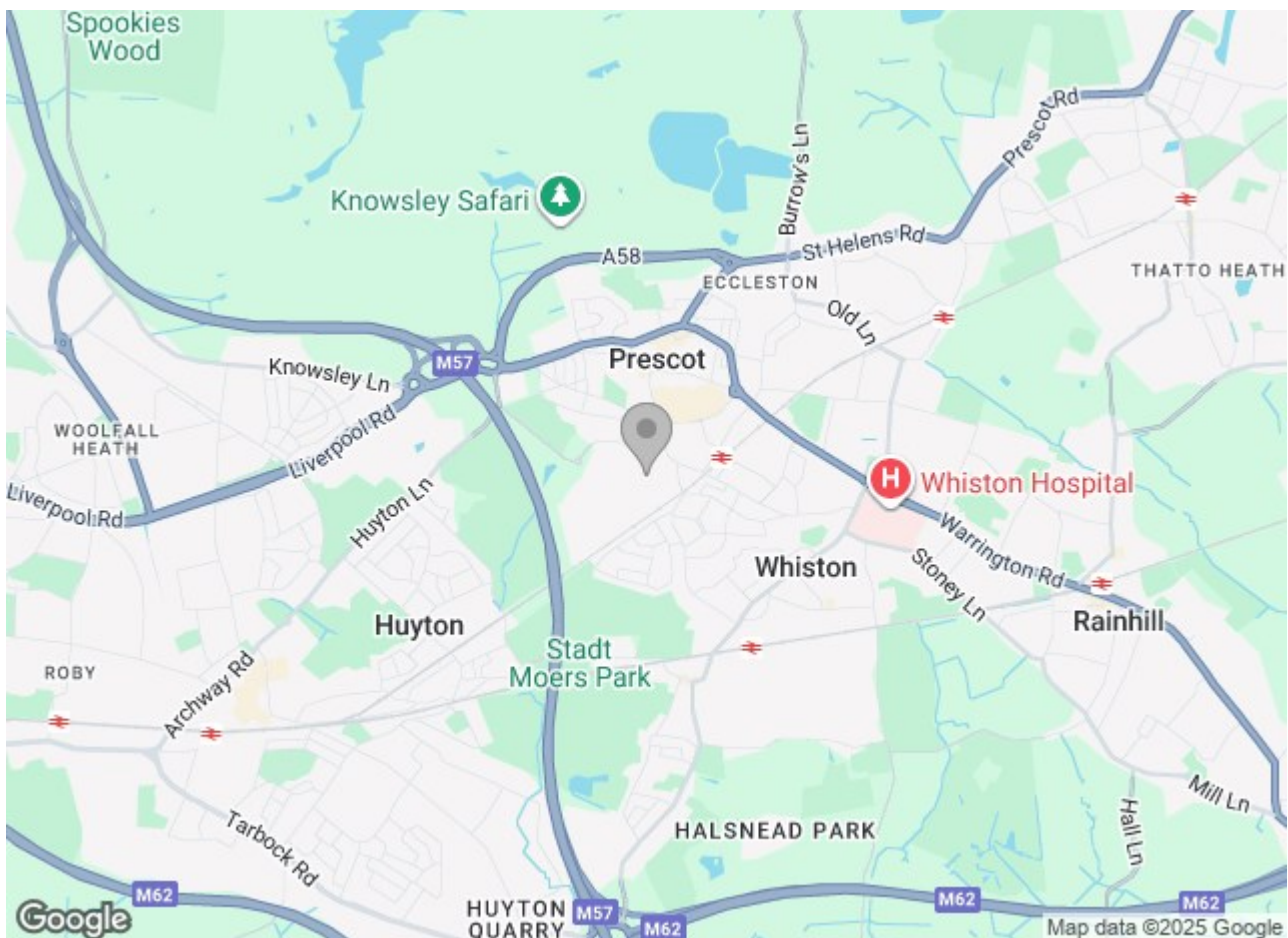 Spookies
Wood
Prescot Rd
Burrow's Ln
Knowsley Safari
St Helens Rd
A58
THATTO HEATH
ECCLESTON
Old Ln
Prescot
M57
Knowsley Ln
WOOLFALL
HEATH
Liverpool Rd
Liverpool Rd
Huyton Ln
H
Whiston Hospital
Warrington Rd
Whiston
Stoney Ln
Huyton
Rainhill
Stadt
Moers Park
ROBY
Archway Rd
Mill Ln
Hall Ln
Tarbock Rd
HALSNEAD PARK
M62
M62
M62
HUYTON
QUARRY
M57
M62
Google
Map data ©2025 Google